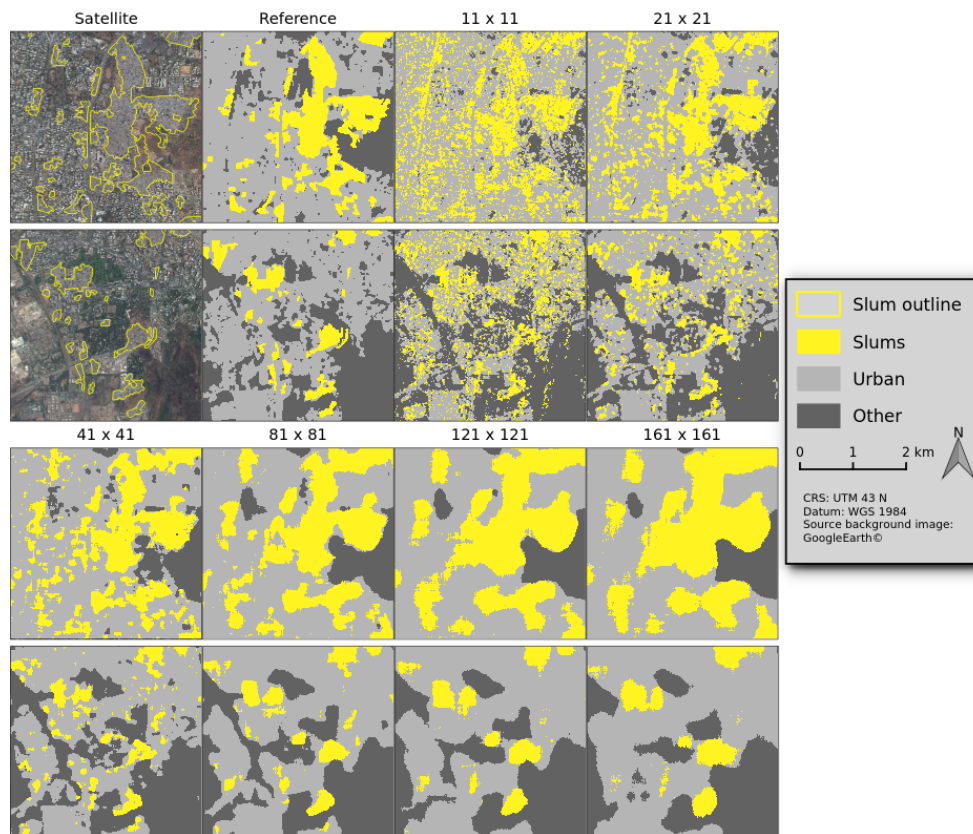 Satellite
Reference
11 x 11
21 x 21
Slum outline
Slums
Urban
Other
N
0 1 2 km
CRS: UTM 43 N
Datum: WGS 1984
Source background image:
GoogleEarth©
41 x 41
81 x 81
121 x 121
161 x 161